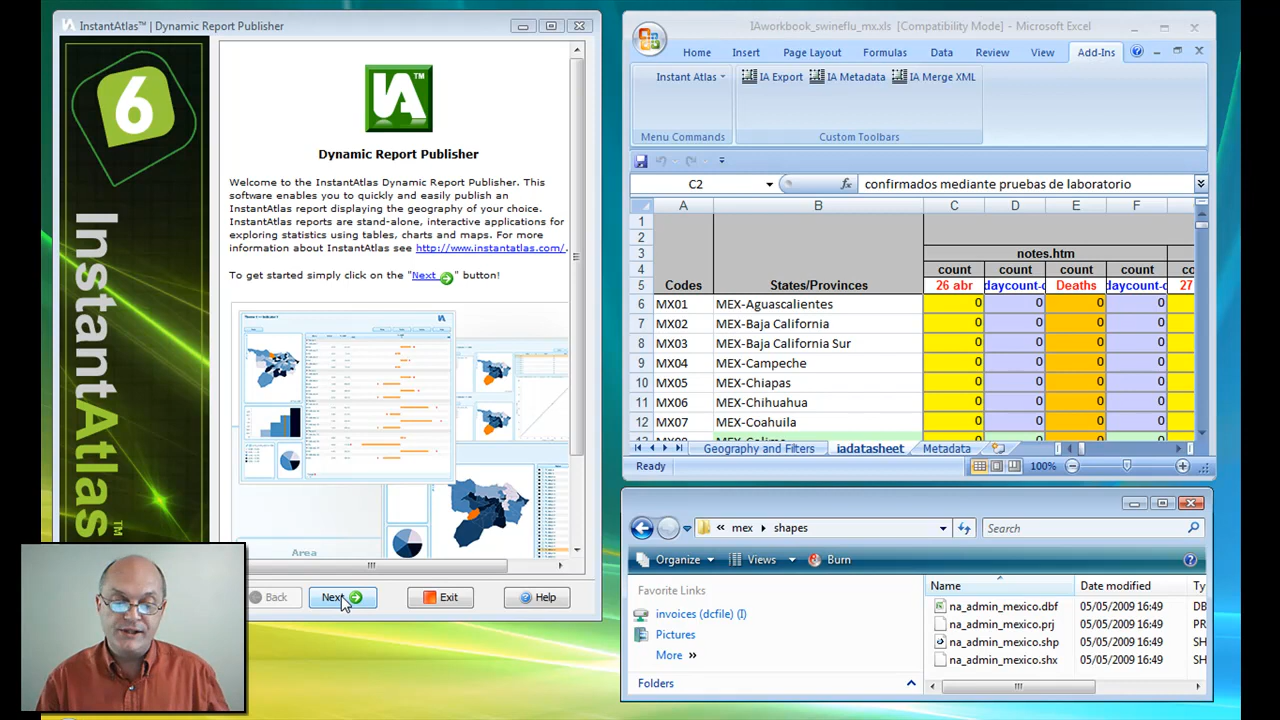 InstantAtlas™ | Dynamic Report Publisher
6
InstantAtlas™
IA™
Dynamic Report Publisher
Welcome to the InstantAtlas Dynamic Report Publisher. This
software enables you to quickly and easily publish an
InstantAtlas report displaying the geography of your choice.
InstantAtlas reports are stand-alone, interactive applications for
exploring statistics using tables, charts and maps. For more
information about InstantAtlas see http://www.instantatlas.com/.
To get started simply click on the "Next " button!
Area
Back
Next
Exit
Help
IAworkbook_swineflu_mx.xls [Compatibility Mode] - Microsoft Excel
Home Insert Page Layout Formulas Data Review View Add-Ins
Instant Atlas IA Export IA Metadata IA Merge XML
Menu Commands Custom Toolbars
C2 fx confirmados mediante pruebas de laboratorio
A B C D E F
1
2
3 notes.htm
4 count count count count co
5 Codes States/Provinces 26 abr daycount-c Deaths daycount-c 27
6 MX01 MEX-Aguascalientes 0 0 0 0
7 MX02 MEX-Baja California 0 0 0 0
8 MX03 MEX-Baja California Sur 0 0 0 0
9 MX04 MEX-Campeche 0 0 0 0
10 MX05 MEX-Chiapas 0 0 0 0
11 MX06 MEX-Chihuahua 0 0 0 0
12 MX07 MEX-Coahuila 0 0 0 0
Geography and Filters iadatasheet Metadata
Ready 100%
« mex shapes Search
Organize Views Burn
Favorite Links
invoices (dcfile) (I)
Pictures
More »
Folders
Name Date modified Ty
na_admin_mexico.dbf 05/05/2009 16:49 DB
na_admin_mexico.prj 05/05/2009 16:49 PR
na_admin_mexico.shp 05/05/2009 16:49 SH
na_admin_mexico.shx 05/05/2009 16:49 SH